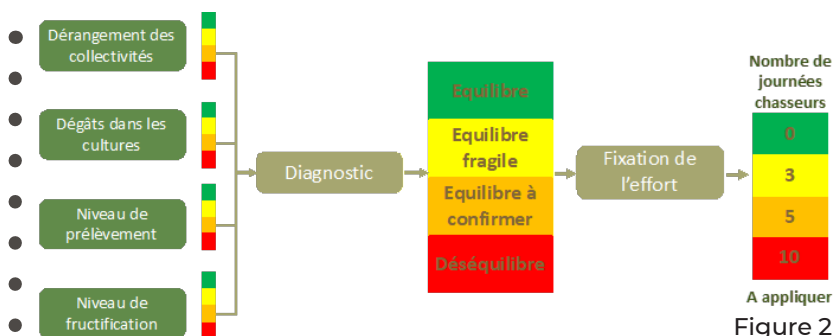 Dérangement des
collectivités
Dégâts dans les
cultures
Niveau de
prélèvement
Niveau de
fructification
Diagnostic
Equilibre
Equilibre
fragile
Equilibre à
confirmer
Déséquilibre
Fixation de
l'effort
Nombre de
journées
chasseurs
0
3
5
10
A appliquer
Figure 2